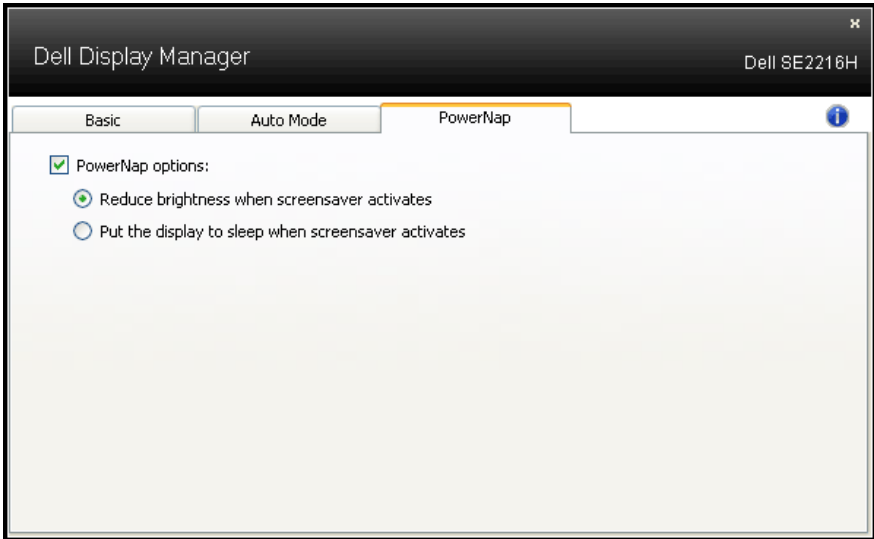 x
Dell Display Manager
Dell SE2216H
Basic
Auto Mode
PowerNap
i
PowerNap options:
Reduce brightness when screensaver activates
Put the display to sleep when screensaver activates